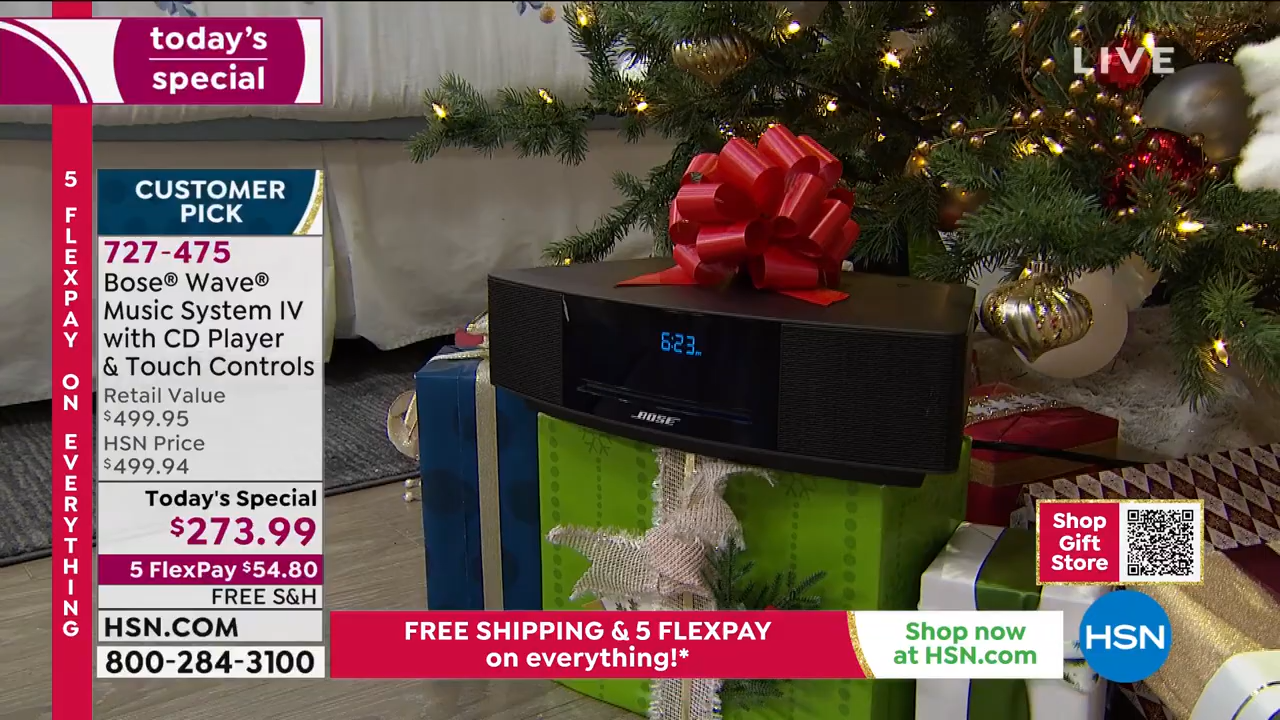 today's
special
LIVE
5 FLEXPAY ON EVERYTHING
CUSTOMER
PICK
727-475
Bose® Wave®
Music System IV
with CD Player
& Touch Controls
Retail Value
$499.95
HSN Price
$499.94
Today's Special
$273.99
5 FlexPay $54.80
FREE S&H
HSN.COM
800-284-3100
6:23
BOSE
Shop
Gift
Store
FREE SHIPPING & 5 FLEXPAY
on everything!*
Shop now
at HSN.com
HSN